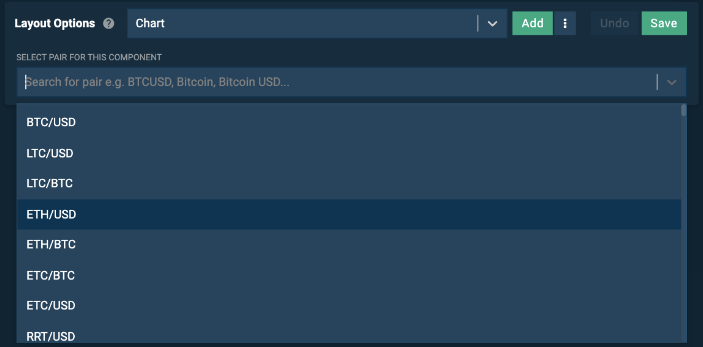 Layout Options ? Chart Add Undo Save
SELECT PAIR FOR THIS COMPONENT
Search for pair e.g. BTCUSD, Bitcoin, Bitcoin USD...
BTC/USD
LTC/USD
LTC/BTC
ETH/USD
ETH/BTC
ETC/BTC
ETC/USD
RRT/USD